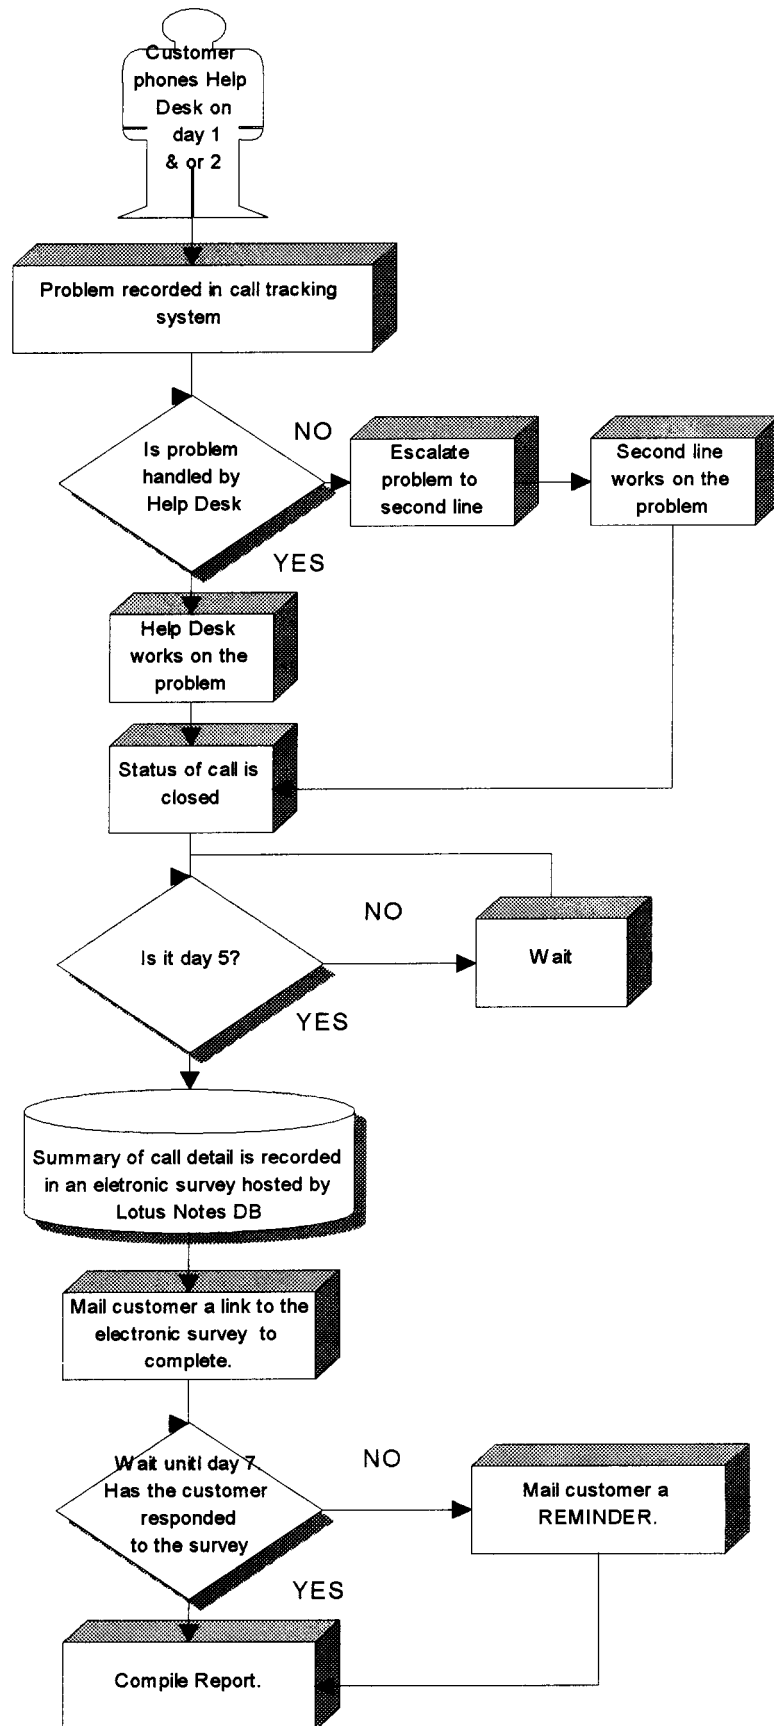 Customer
phones Help
Desk on
day 1
& or 2
Problem recorded in call tracking
system
Is problem
handled by
Help Desk
NO
Escalate
problem to
second line
Second line
works on the
problem
YES
Help Desk
works on the
problem
Status of call is
closed
Is it day 5?
NO
Wait
YES
Summary of call detail is recorded
in an eletronic survey hosted by
Lotus Notes DB
Mail customer a link to the
electronic survey to
complete.
Wait unitl day 7.
Has the customer
responded
to the survey
NO
Mail customer a
REMINDER.
YES
Compile Report.